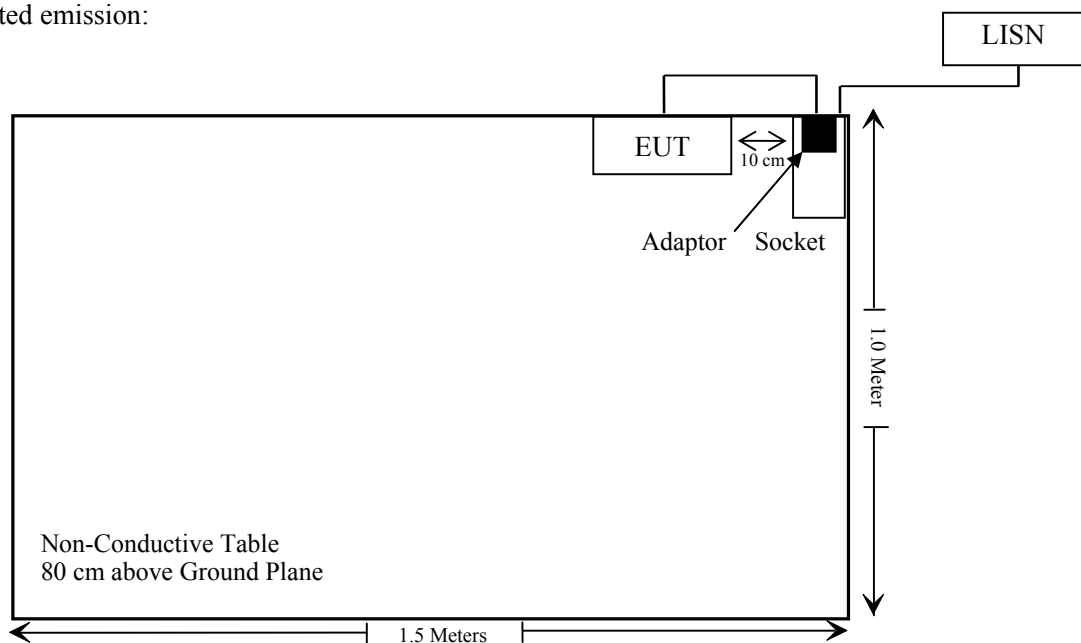 ted emission:
LISN
EUT
10 cm
Adaptor
Socket
1.0 Meter
Non-Conductive Table
80 cm above Ground Plane
1.5 Meters